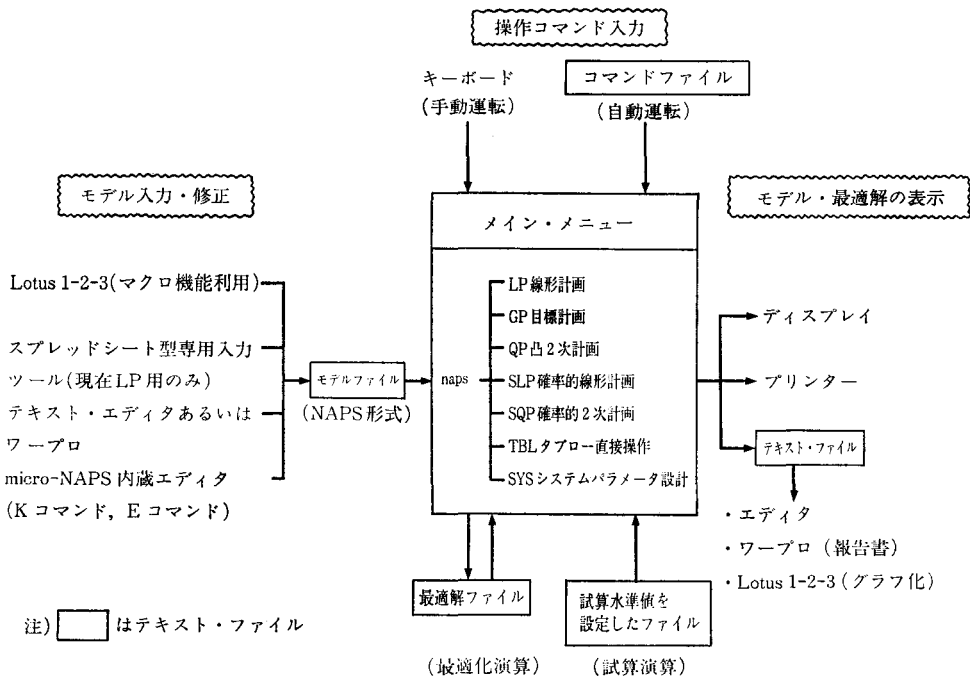 操作コマンド入力
キーボード
(手動運転)
コマンドファイル
(自動運転)
モデル入力・修正
Lotus 1-2-3(マクロ機能利用)
スプレッドシート型専用入力
ツール(現在LP用のみ)
テキスト・エディタあるいは
ワープロ
micro-NAPS 内蔵エディタ
(K コマンド, E コマンド)
モデルファイル
(NAPS形式)
メイン・メニュー
naps
LP線形計画
GP目標計画
QP凸2次計画
SLP確率的線形計画
SQP確率的2次計画
TBLタブロー直接操作
SYSシステムパラメータ設計
モデル・最適解の表示
ディスプレイ
プリンター
テキスト・ファイル
・エディタ
・ワープロ (報告書)
・Lotus 1-2-3 (グラフ化)
最適解ファイル
(最適化演算)
試算水準値を
設定したファイル
(試算演算)
注) はテキスト・ファイル